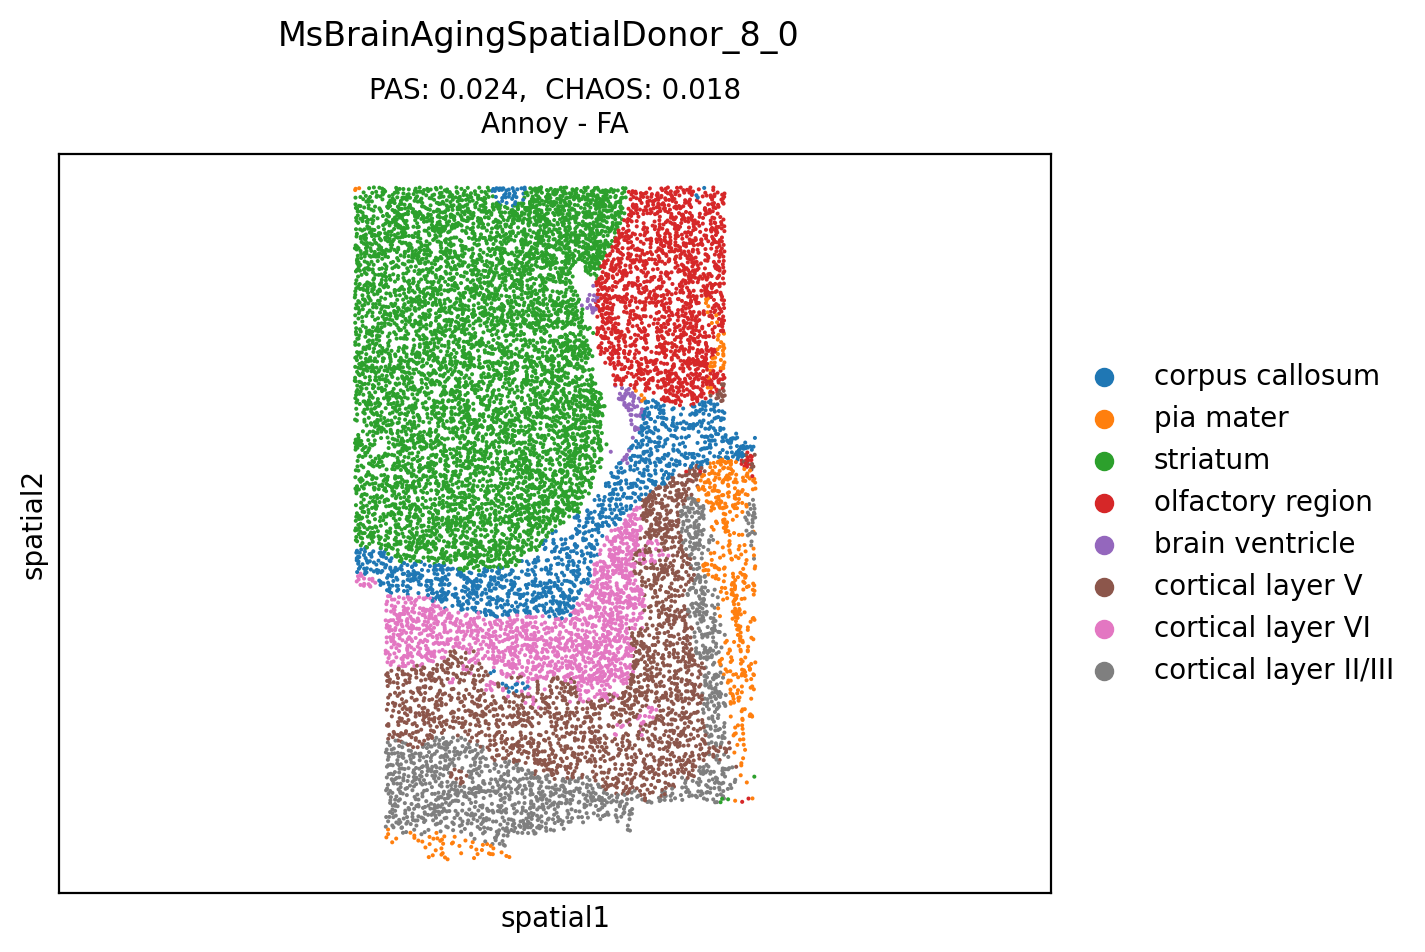 MsBrainAgingSpatialDonor_8_0
PAS: 0.024,  CHAOS: 0.018
Annoy - FA
spatial2
spatial1
corpus callosum
pia mater
striatum
olfactory region
brain ventricle
cortical layer V
cortical layer VI
cortical layer II/III